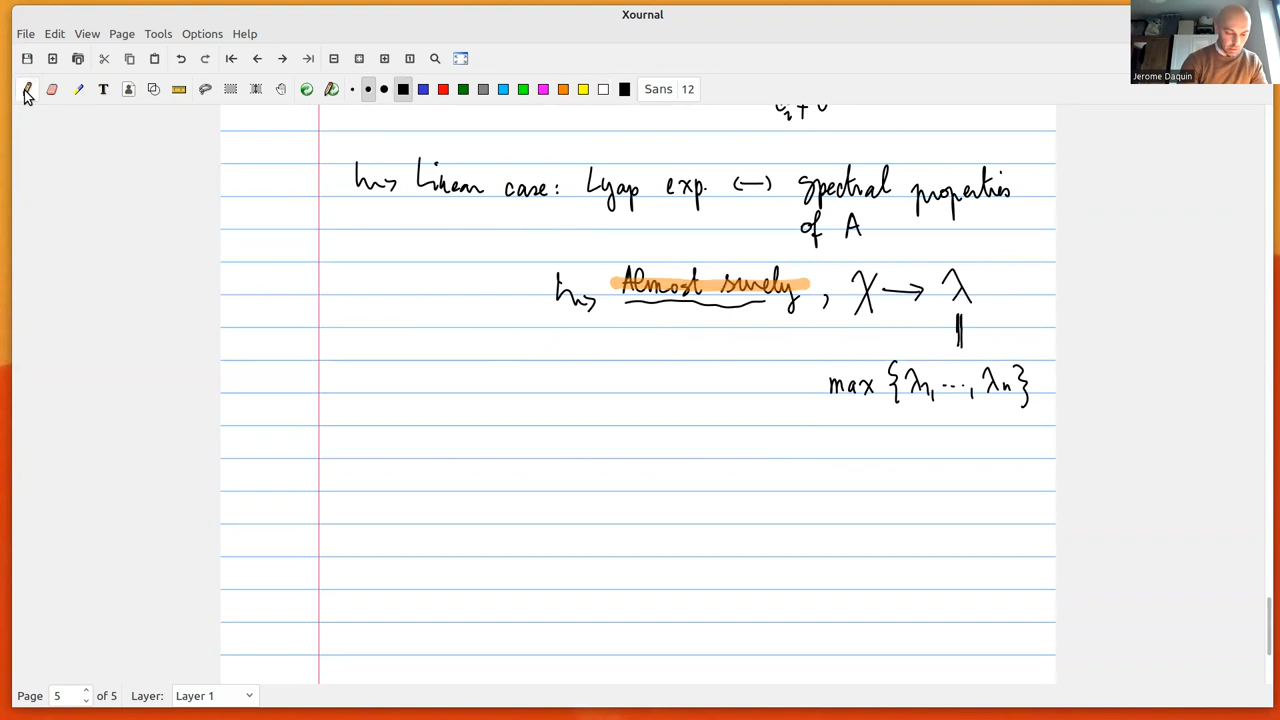 Xournal
File Edit View Page Tools Options Help
Jerome Daquin
Sans 12
↳ Linear case: Lyap exp. ↔ spectral properties
of A
↳ Almost surely, χ → λ
||
max {λ1, ..., λn}
Page 5 of 5 Layer: Layer 1